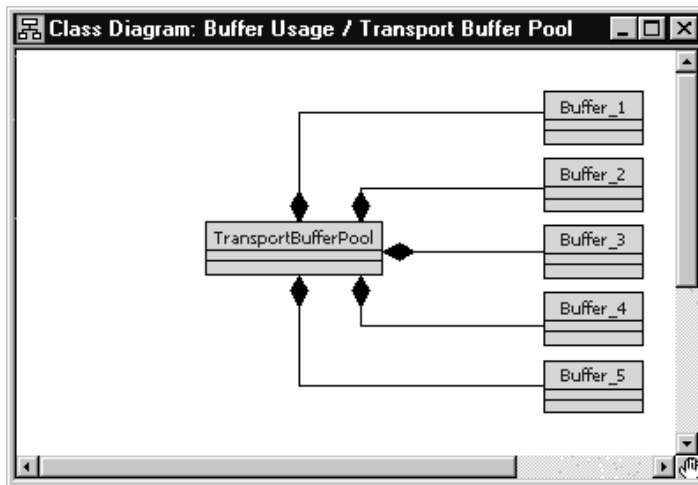 Class Diagram: Buffer Usage / Transport Buffer Pool
Buffer_1
Buffer_2
TransportBufferPool
Buffer_3
Buffer_4
Buffer_5